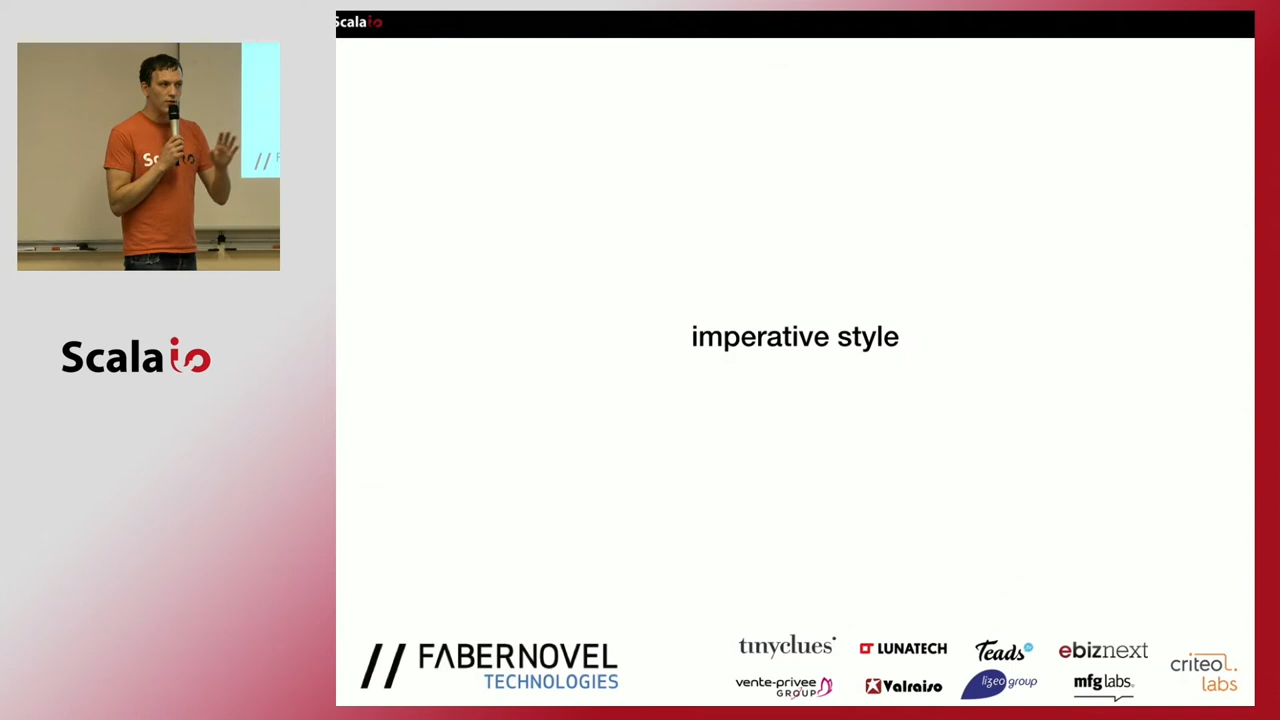 Scalaio
Scalaio
Scalaio
imperative style
// FABERNOVEL
TECHNOLOGIES
tinyclues
LUNATECH
Teads
ebiznext
criteo
labs
vente-privee
GROUP
Valraiso
lizeo group
mfg labs